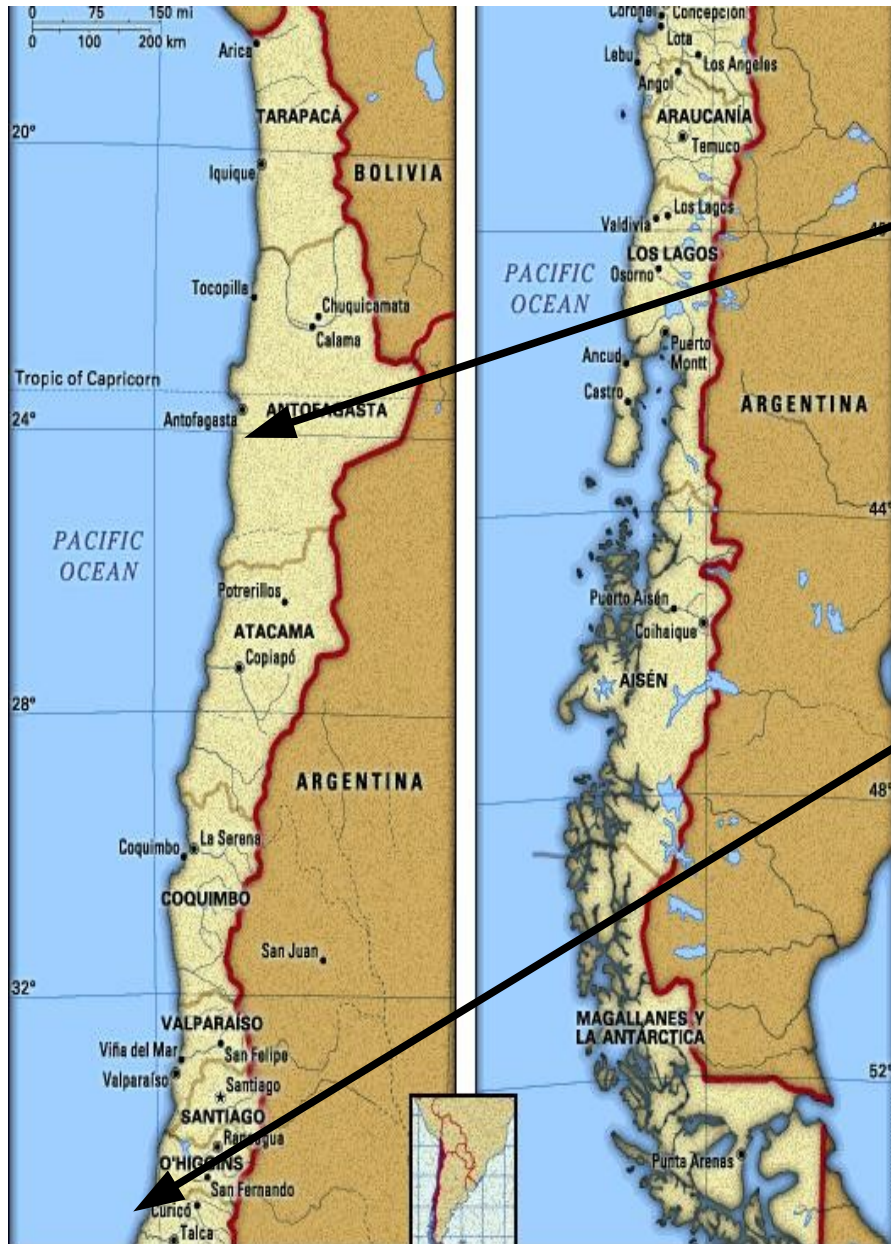 0 75 150 mi
0 100 200 km
Arica
TARAPACÁ
20°
Iquique
BOLIVIA
Tocopilla
Chuquicamata
Calama
Tropic of Capricorn
Antofagasta
ANTOFAGASTA
24°
PACIFIC
OCEAN
Potrerillos
ATACAMA
Copiapó
28°
ARGENTINA
La Serena
Coquimbo
COQUIMBO
San Juan
32°
VALPARAÍSO
Viña del Mar
San Felipe
Valparaíso
Santiago
SANTIAGO
Rancagua
O'HIGGINS
San Fernando
Curicó
Talca
Coronel
Concepción
Lota
Lebu
Los Angeles
Angol
ARAUCANÍA
Temuco
Los Lagos
Valdivia
LOS LAGOS
PACIFIC
OCEAN
Osorno
Ancud
Puerto
Montt
Castro
ARGENTINA
44°
Puerto Aisén
Coihaique
AISÉN
48°
MAGALLANES Y
LA ANTÁRCTICA
52°
Punta Arenas